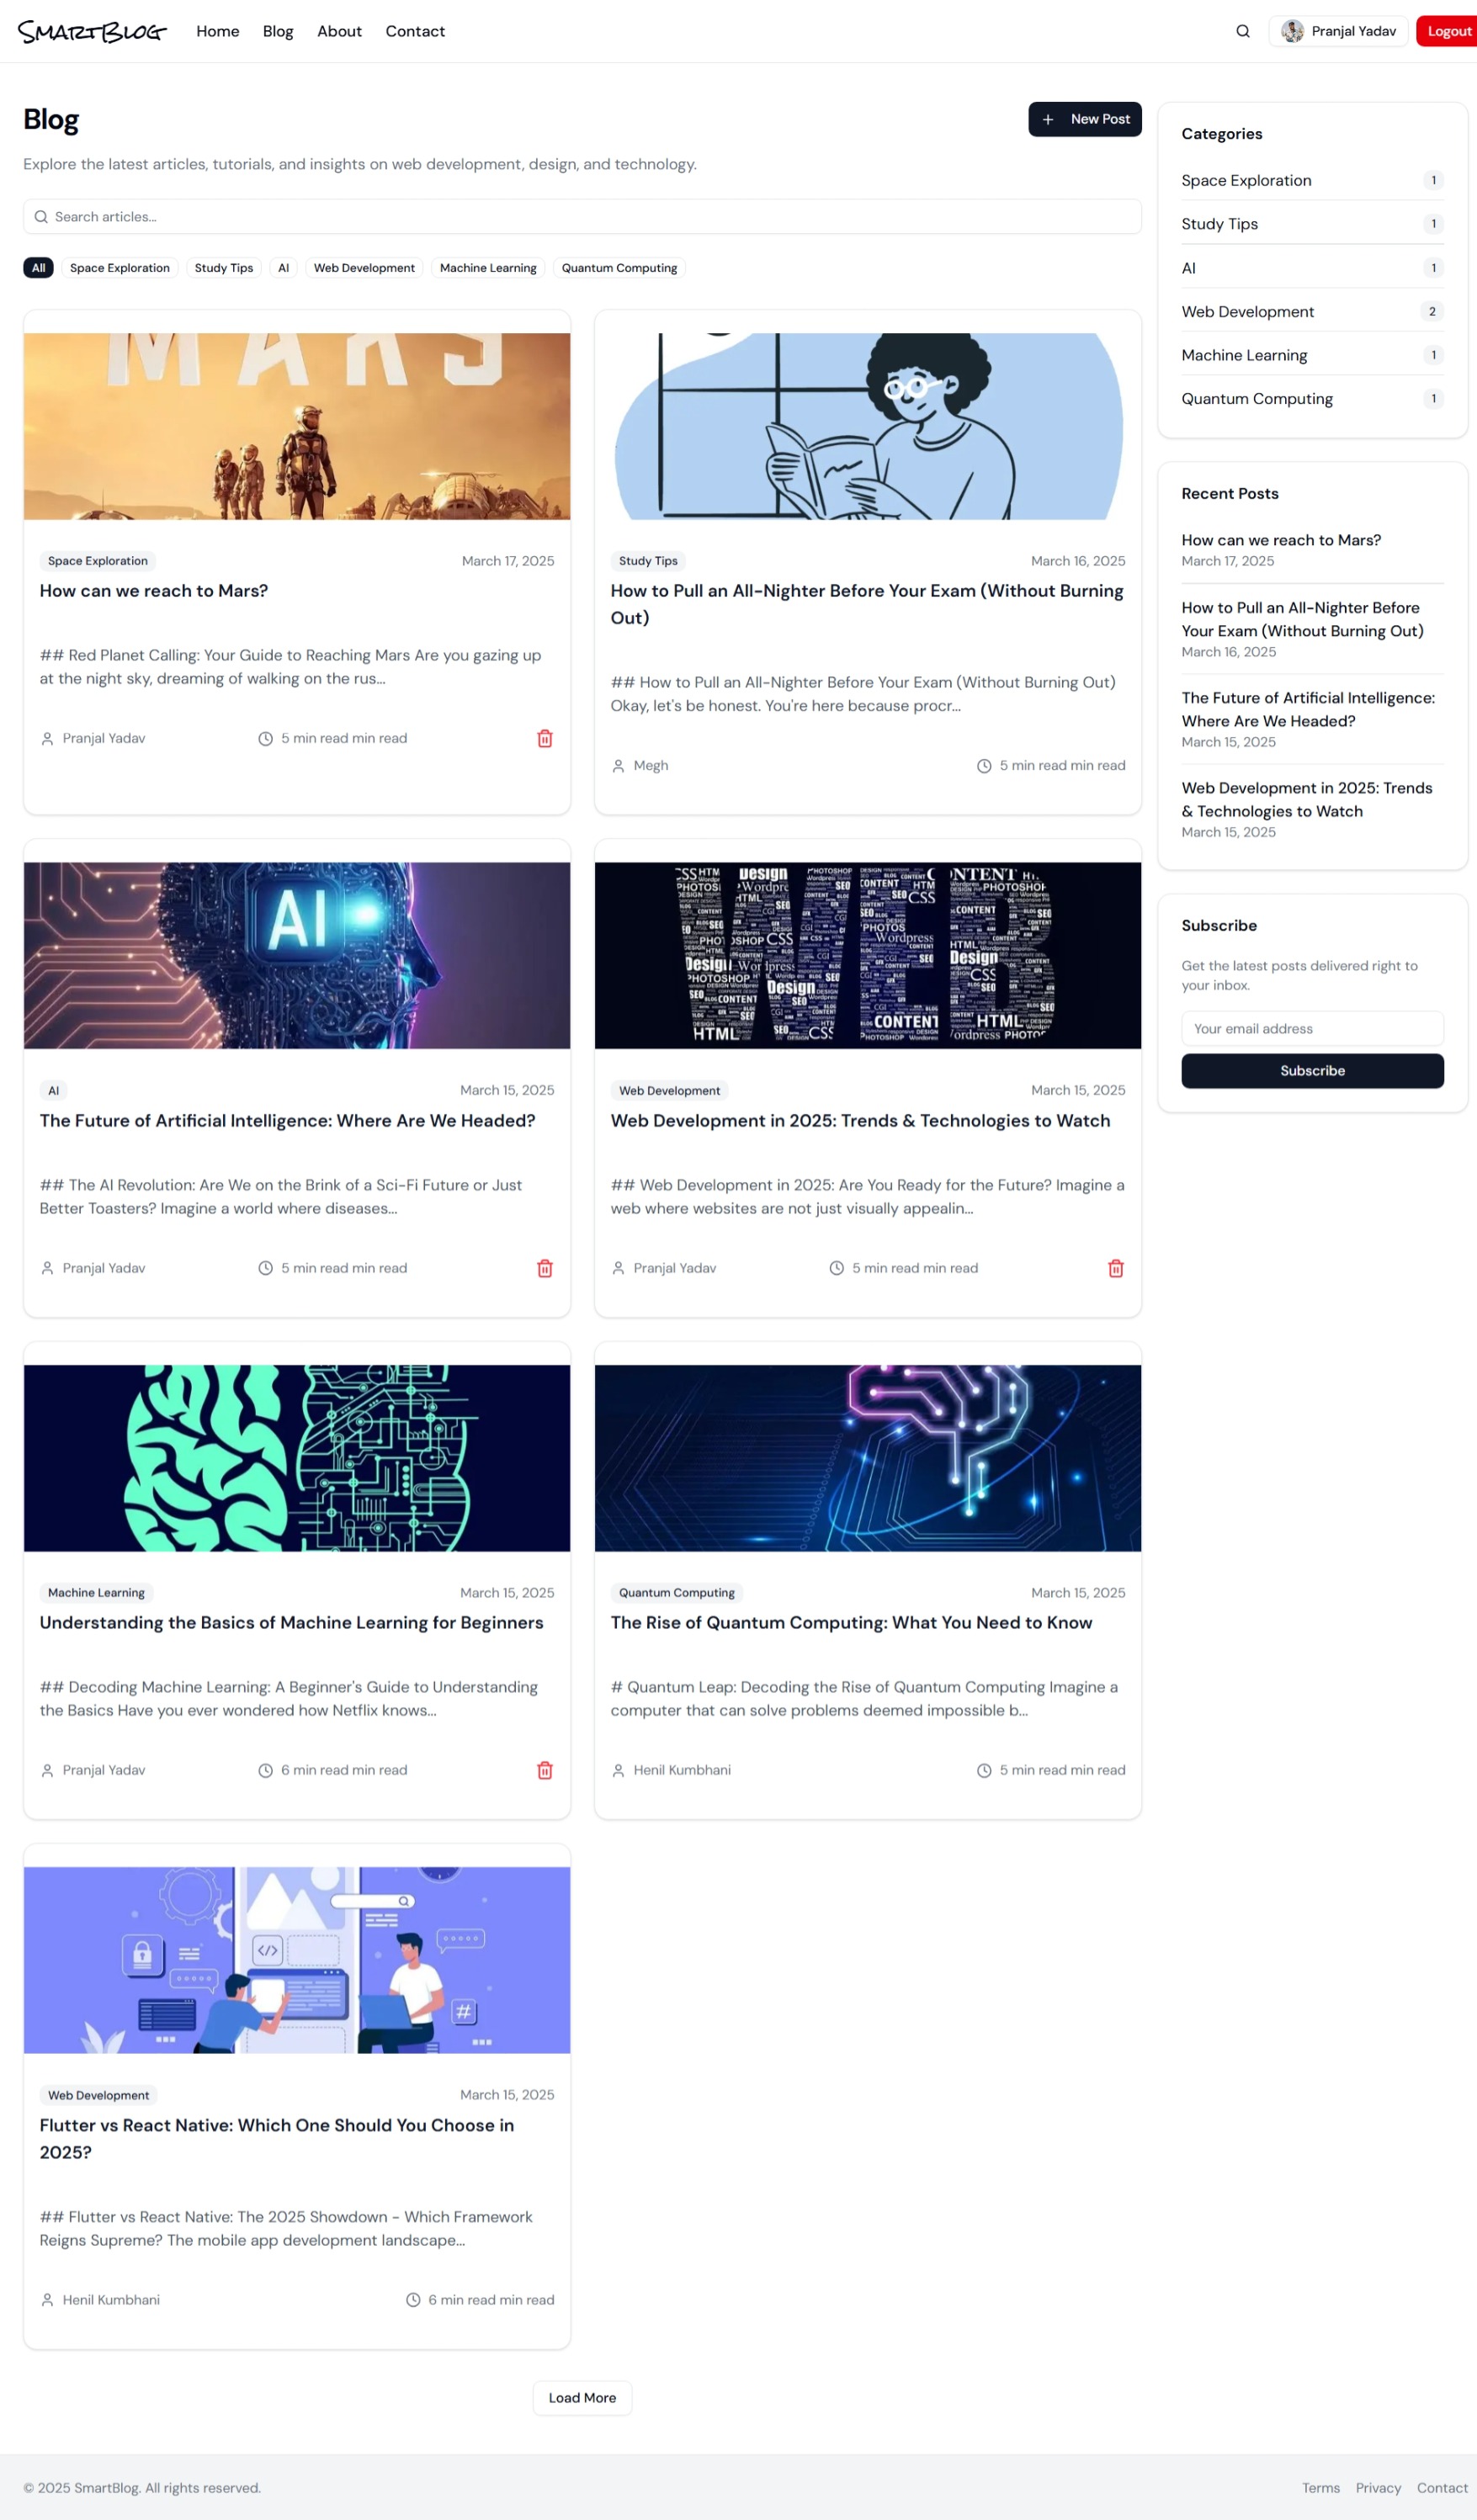 SMARTBLOG
Home Blog About Contact
Pranjal Yadav
Logout
Blog
New Post
Explore the latest articles, tutorials, and insights on web development, design, and technology.
Search articles...
All Space Exploration Study Tips AI Web Development Machine Learning Quantum Computing
MARS
Space Exploration March 17, 2025
How can we reach to Mars?
## Red Planet Calling: Your Guide to Reaching Mars Are you gazing up
at the night sky, dreaming of walking on the rus...
Pranjal Yadav 5 min read min read
Study Tips March 16, 2025
How to Pull an All-Nighter Before Your Exam (Without Burning
Out)
## How to Pull an All-Nighter Before Your Exam (Without Burning Out)
Okay, let's be honest. You're here because procr...
Megh 5 min read min read
AI
AI March 15, 2025
The Future of Artificial Intelligence: Where Are We Headed?
## The AI Revolution: Are We on the Brink of a Sci-Fi Future or Just
Better Toasters? Imagine a world where diseases...
Pranjal Yadav 5 min read min read
WEB
Web Development March 15, 2025
Web Development in 2025: Trends & Technologies to Watch
## Web Development in 2025: Are You Ready for the Future? Imagine a
web where websites are not just visually appealin...
Pranjal Yadav 5 min read min read
Machine Learning March 15, 2025
Understanding the Basics of Machine Learning for Beginners
## Decoding Machine Learning: A Beginner's Guide to Understanding
the Basics Have you ever wondered how Netflix knows...
Pranjal Yadav 6 min read min read
Quantum Computing March 15, 2025
The Rise of Quantum Computing: What You Need to Know
# Quantum Leap: Decoding the Rise of Quantum Computing Imagine a
computer that can solve problems deemed impossible b...
Henil Kumbhani 5 min read min read
</>
#
Web Development March 15, 2025
Flutter vs React Native: Which One Should You Choose in
2025?
## Flutter vs React Native: The 2025 Showdown - Which Framework
Reigns Supreme? The mobile app development landscape...
Henil Kumbhani 6 min read min read
Load More
Categories
Space Exploration 1
Study Tips 1
AI 1
Web Development 2
Machine Learning 1
Quantum Computing 1
Recent Posts
How can we reach to Mars?
March 17, 2025
How to Pull an All-Nighter Before
Your Exam (Without Burning Out)
March 16, 2025
The Future of Artificial Intelligence:
Where Are We Headed?
March 15, 2025
Web Development in 2025: Trends
& Technologies to Watch
March 15, 2025
Subscribe
Get the latest posts delivered right to
your inbox.
Your email address
Subscribe
© 2025 SmartBlog. All rights reserved.
Terms Privacy Contact